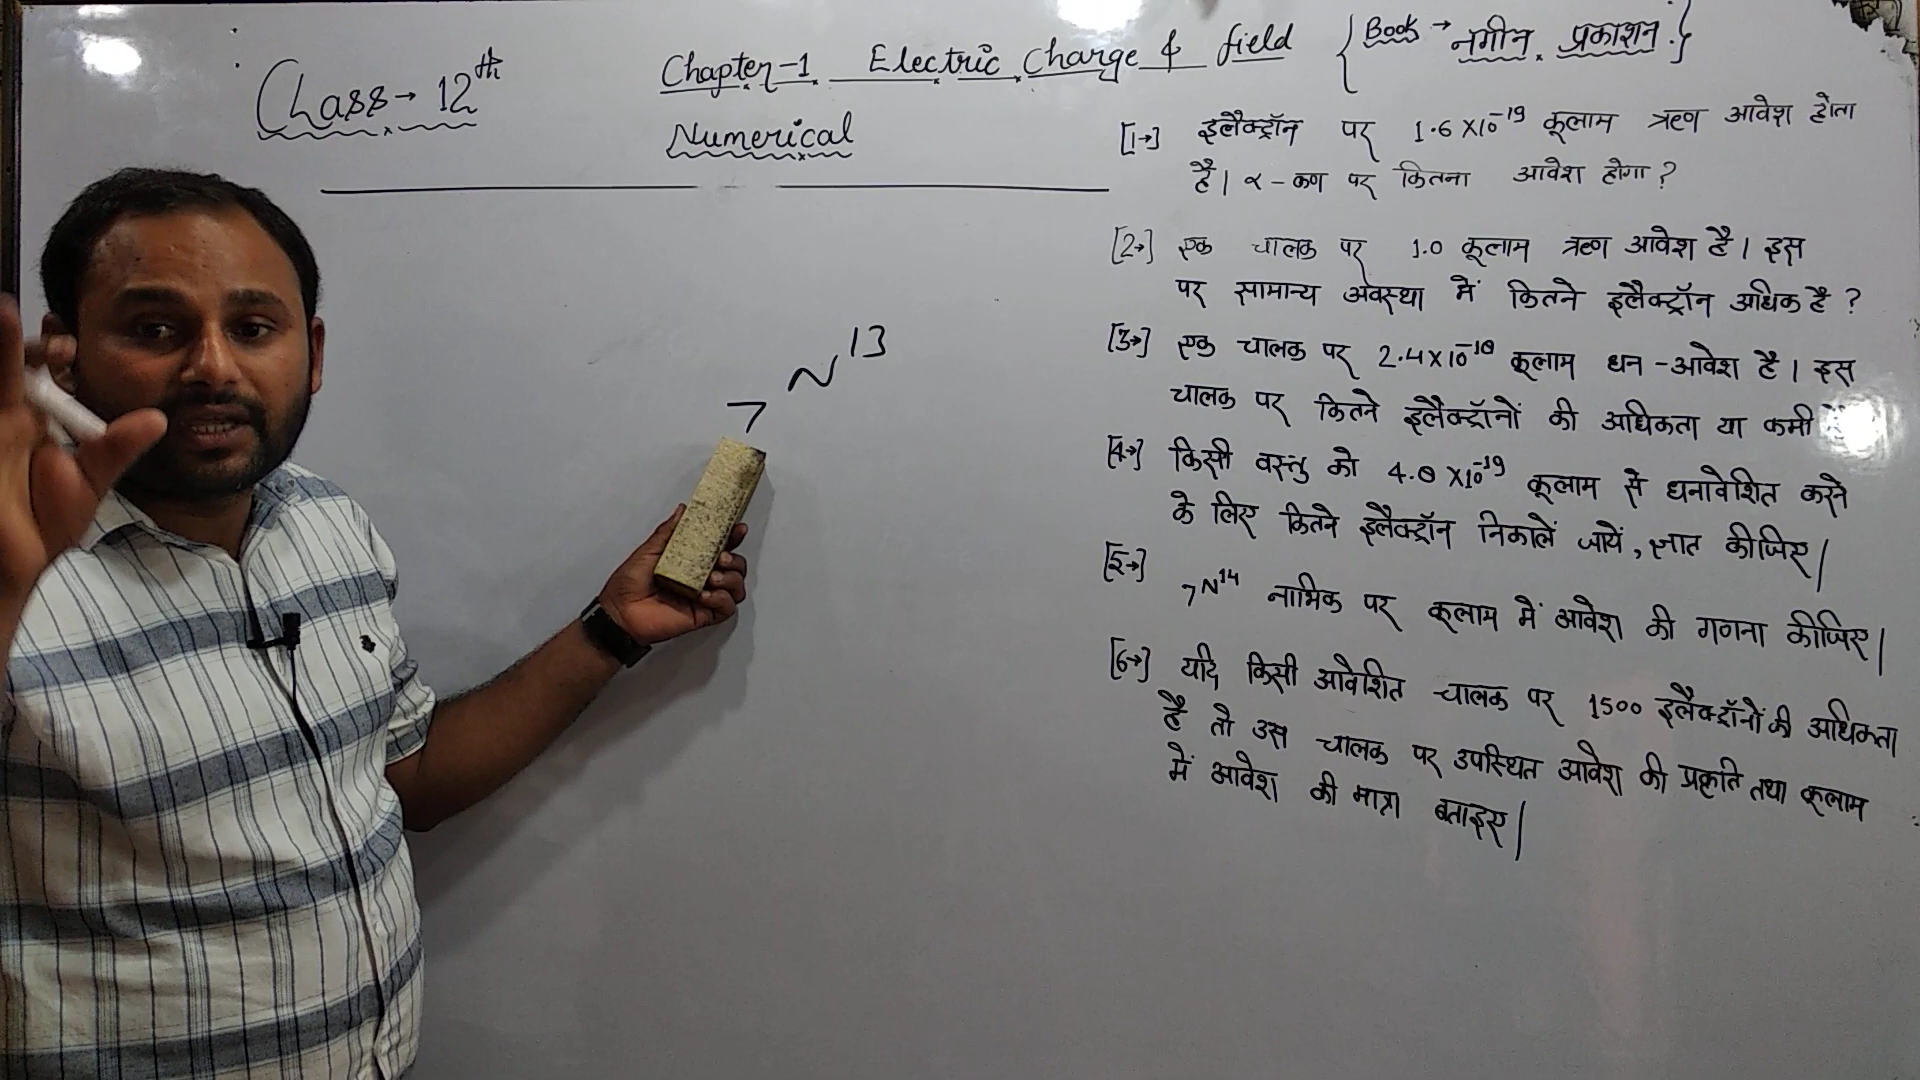 Class → 12th
Chapter-1 Electric Charge & field
{Book → नगीन प्रकाशन}
Numerical
[1→] इलैक्ट्रॉन पर 1.6×10⁻¹⁹ कूलाम ऋण आवेश होता
है। α-कण पर कितना आवेश होगा?
[2→] एक चालक पर 1.0 कूलाम ऋण आवेश है। इस
पर सामान्य अवस्था में कितने इलैक्ट्रॉन अधिक है?
[3→] एक चालक पर 2.4×10⁻¹⁸ कूलाम धन-आवेश है। इस
चालक पर कितने इलैक्ट्रॉनों की अधिकता या कमी
[4→] किसी वस्तु को 4.8×10⁻¹⁹ कूलाम से धनावेशित करने
के लिए कितने इलैक्ट्रॉन निकालें जायें, ज्ञात कीजिए|
[5→] ₇N¹⁴ नाभिक पर कूलाम में आवेश की गणना कीजिए|
[6→] यदि किसी आवेशित चालक पर 1500 इलैक्ट्रॉनों की अधिकता
है तो उस चालक पर उपस्थित आवेश की प्रकृति तथा कूलाम
में आवेश की मात्रा बताइए|
₇N¹³